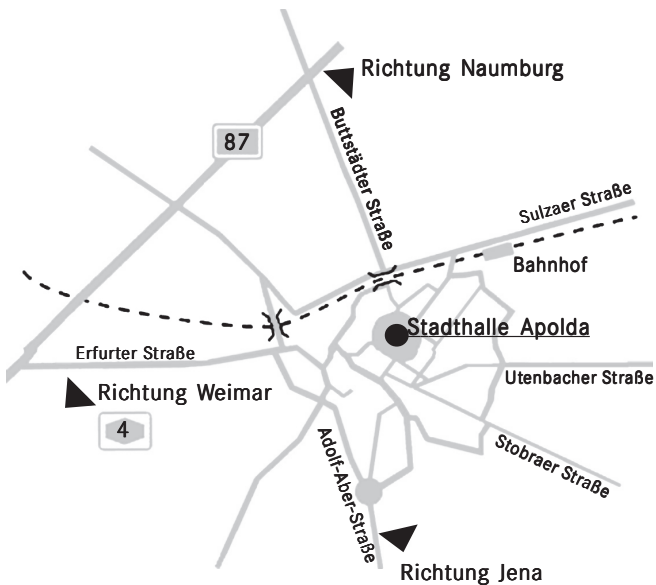 Richtung Naumburg
87
Buttstädter Straße
Sulzaer Straße
Bahnhof
Stadthalle Apolda
Erfurter Straße
Utenbacher Straße
Richtung Weimar
4
Adolf-Aber-Straße
Stobraer Straße
Richtung Jena